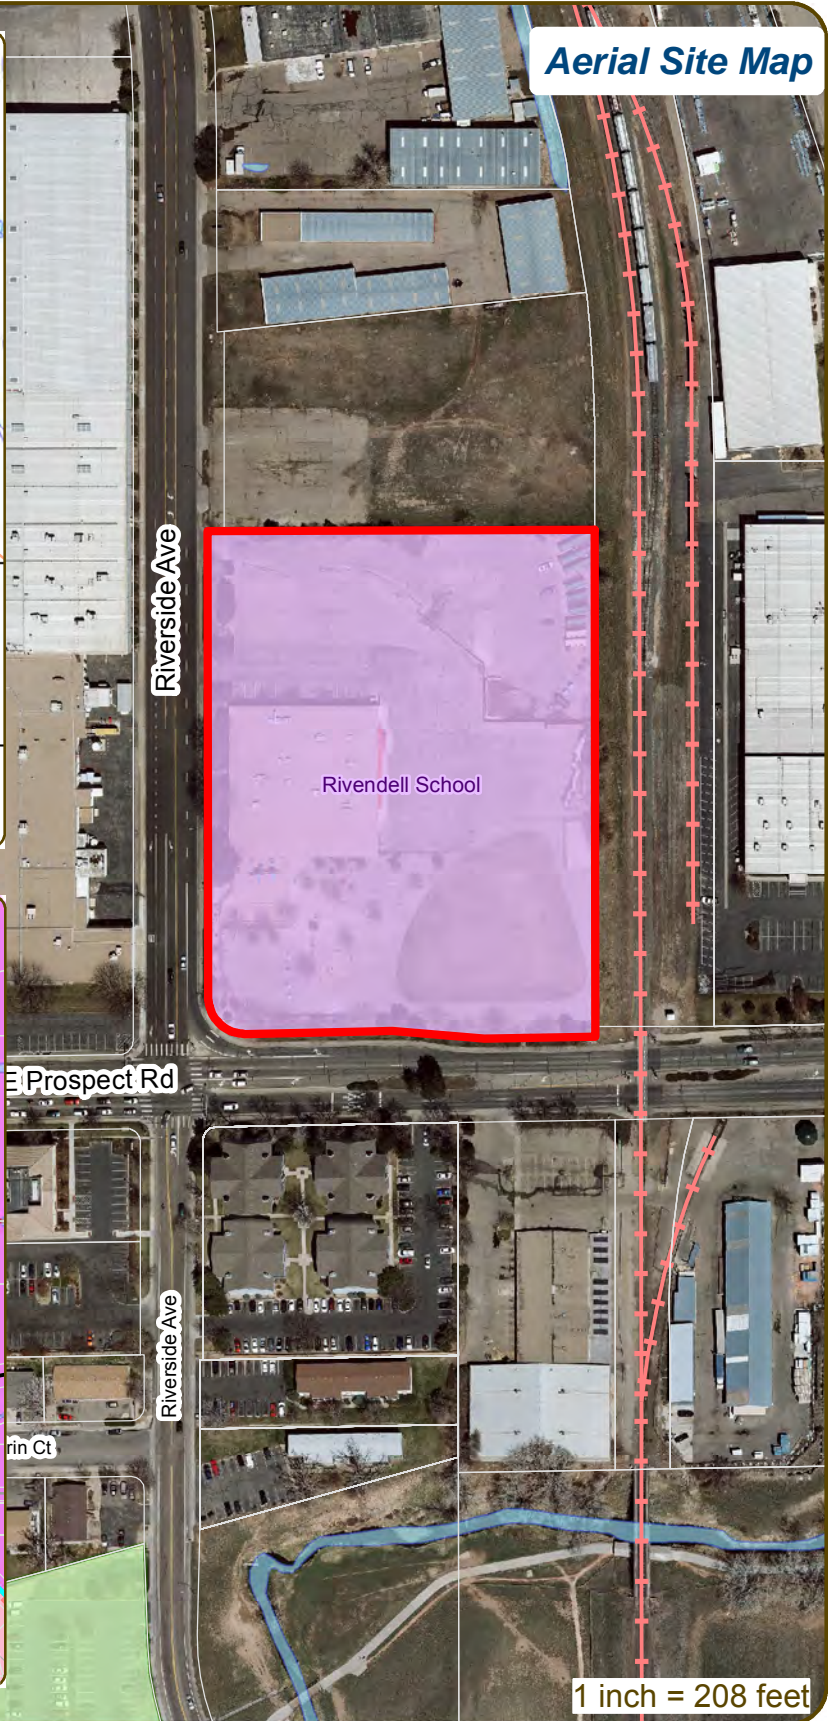 Aerial Site Map
Riverside Ave
Rivendell School
E Prospect Rd
Riverside Ave
rin Ct
1 inch = 208 feet